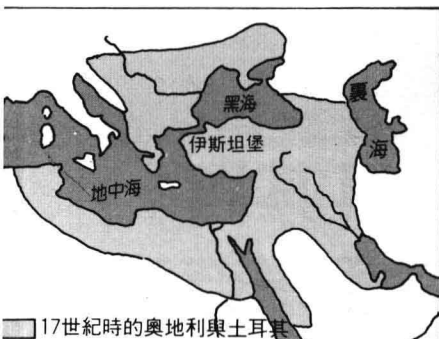 黑海
裏
海
伊斯坦堡
地中海
17世紀時的奧地利與土耳其